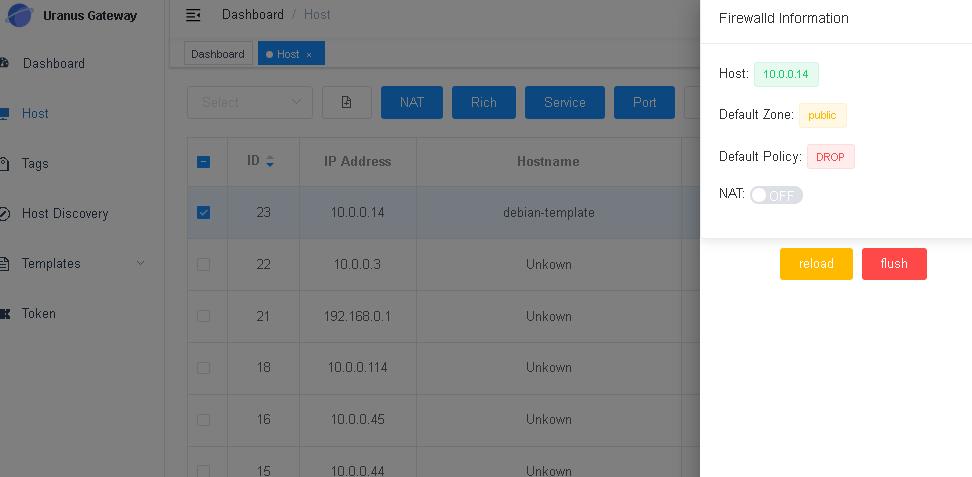 Uranus Gateway
Dashboard
Host
Tags
Host Discovery
Templates
Token
Dashboard / Host
Dashboard
Host ×
Select
NAT
Rich
Service
Port
ID
IP Address
Hostname
23 10.0.0.14 debian-template
22 10.0.0.3 Unkown
21 192.168.0.1 Unkown
18 10.0.0.114 Unkown
16 10.0.0.45 Unkown
15 10.0.0.44 Unkown
Firewalld Information
Host: 10.0.0.14
Default Zone: public
Default Policy: DROP
NAT: OFF
reload
flush